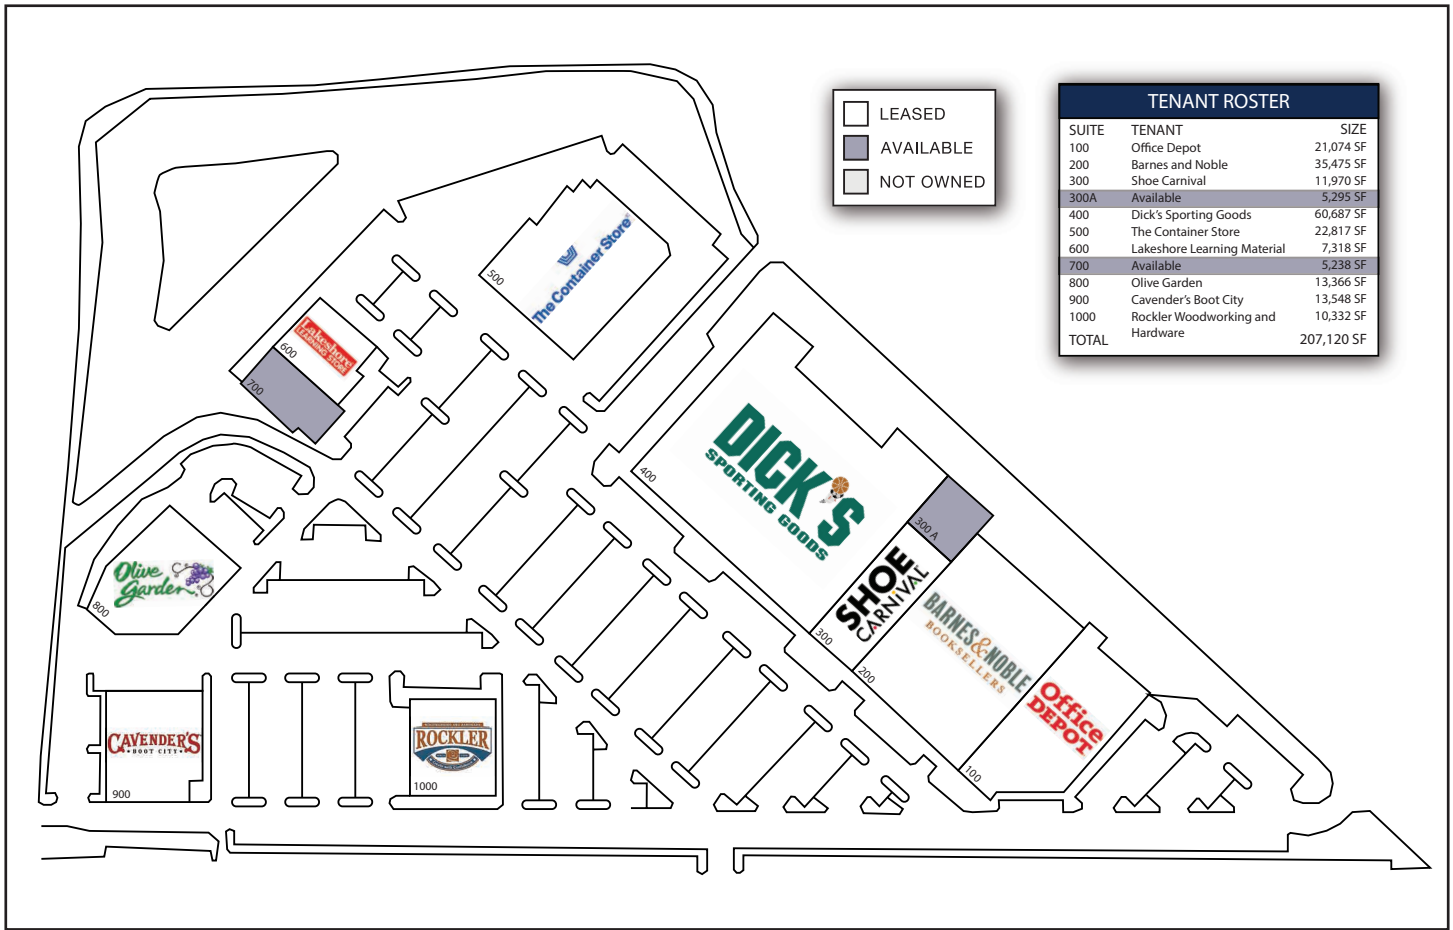 LEASED
AVAILABLE
NOT OWNED
TENANT ROSTER
SUITE TENANT SIZE
100 Office Depot 21,074 SF
200 Barnes and Noble 35,475 SF
300 Shoe Carnival 11,970 SF
300A Available 5,295 SF
400 Dick's Sporting Goods 60,687 SF
500 The Container Store 22,817 SF
600 Lakeshore Learning Material 7,318 SF
700 Available 5,238 SF
800 Olive Garden 13,366 SF
900 Cavender's Boot City 13,548 SF
1000 Rockler Woodworking and 10,332 SF
Hardware
TOTAL 207,120 SF
500
The Container Store
Lakeshore
LEARNING STORE
600
700
400
DICK'S
SPORTING GOODS
300 A
SHOE
CARNIVAL
300
BARNES & NOBLE
BOOKSELLERS
200
Office
DEPOT
100
Olive
Garden
800
CAVENDER'S
BOOT CITY
900
ROCKLER
1000